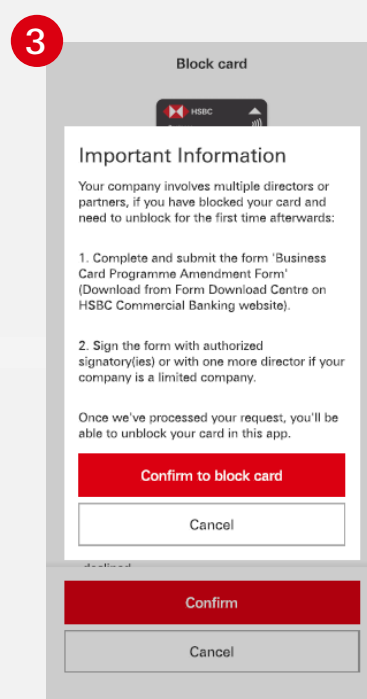 3
Block card
HSBC
Important Information
Your company involves multiple directors or
partners, if you have blocked your card and
need to unblock for the first time afterwards:
1. Complete and submit the form 'Business
Card Programme Amendment Form'
(Download from Form Download Centre on
HSBC Commercial Banking website).
2. Sign the form with authorized
signatory(ies) or with one more director if your
company is a limited company.
Once we've processed your request, you'll be
able to unblock your card in this app.
Confirm to block card
Cancel
Confirm
Cancel